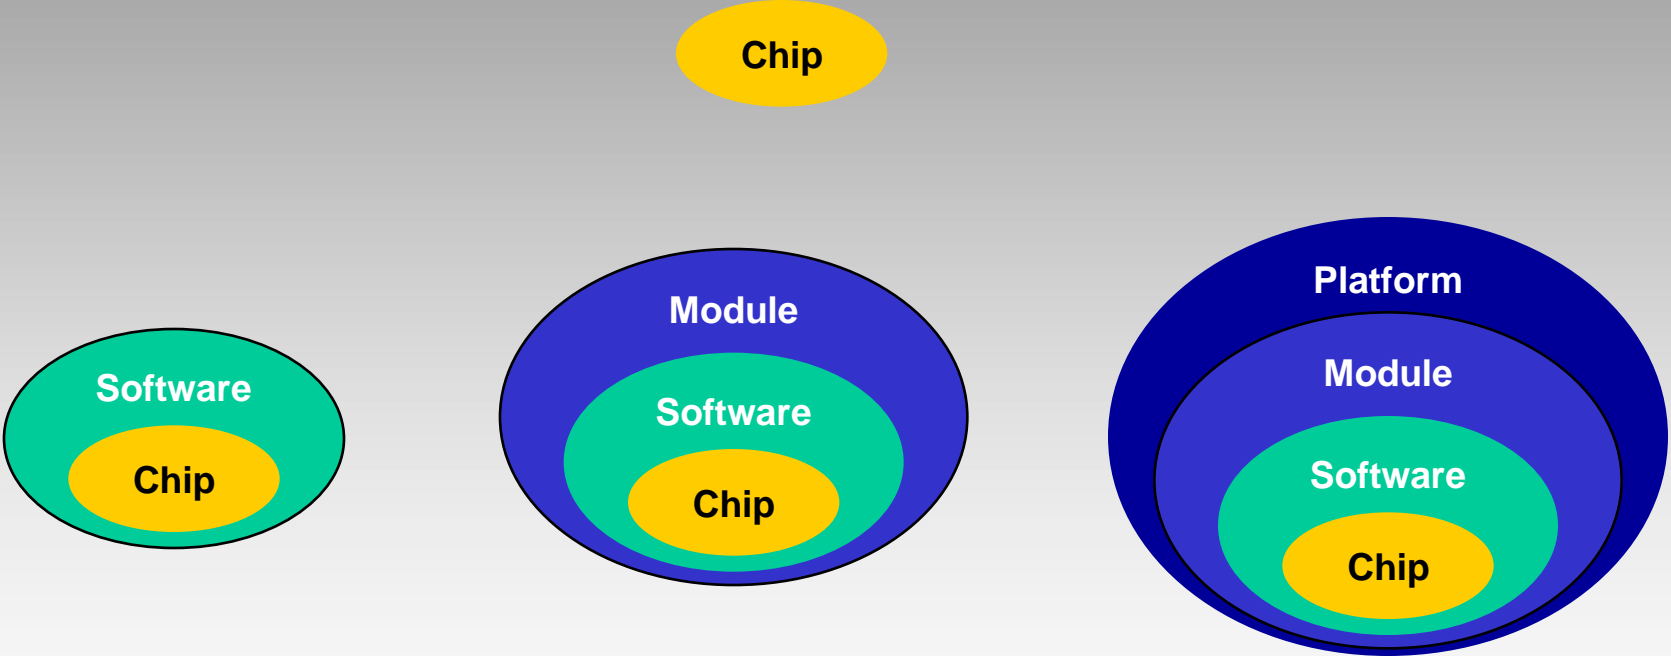 Chip
Software
Chip
Module
Software
Chip
Platform
Module
Software
Chip